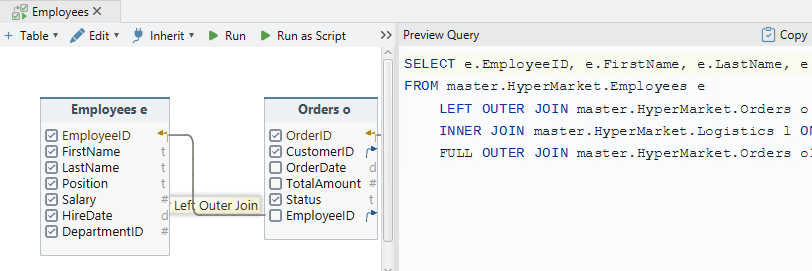 Employees
+ Table Edit Inherit Run Run as Script
Employees e
EmployeeID
FirstName t
LastName t
Position t
Salary #
HireDate d
DepartmentID #
Left Outer Join
Orders o
OrderID
CustomerID
OrderDate d
TotalAmount #
Status t
EmployeeID
Preview Query Copy
SELECT e.EmployeeID, e.FirstName, e.LastName, e
FROM master.HyperMarket.Employees e
LEFT OUTER JOIN master.HyperMarket.Orders o
INNER JOIN master.HyperMarket.Logistics l ON
FULL OUTER JOIN master.HyperMarket.Orders o